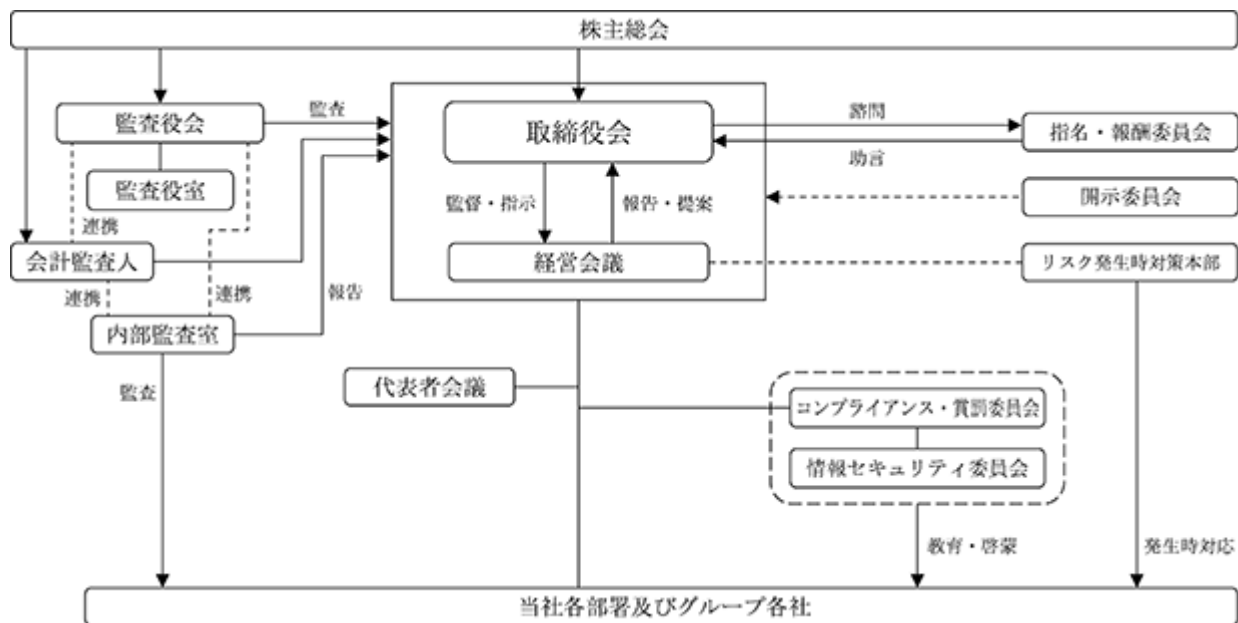 株主総会
監査役会
監査
取締役会
諮問
指名・報酬委員会
助言
監査役室
監督・指示
報告・提案
開示委員会
連携
会計監査人
経営会議
リスク発生時対策本部
連携
連携
報告
内部監査室
監査
代表者会議
コンプライアンス・賞罰委員会
情報セキュリティ委員会
教育・啓蒙
発生時対応
当社各部署及びグループ各社